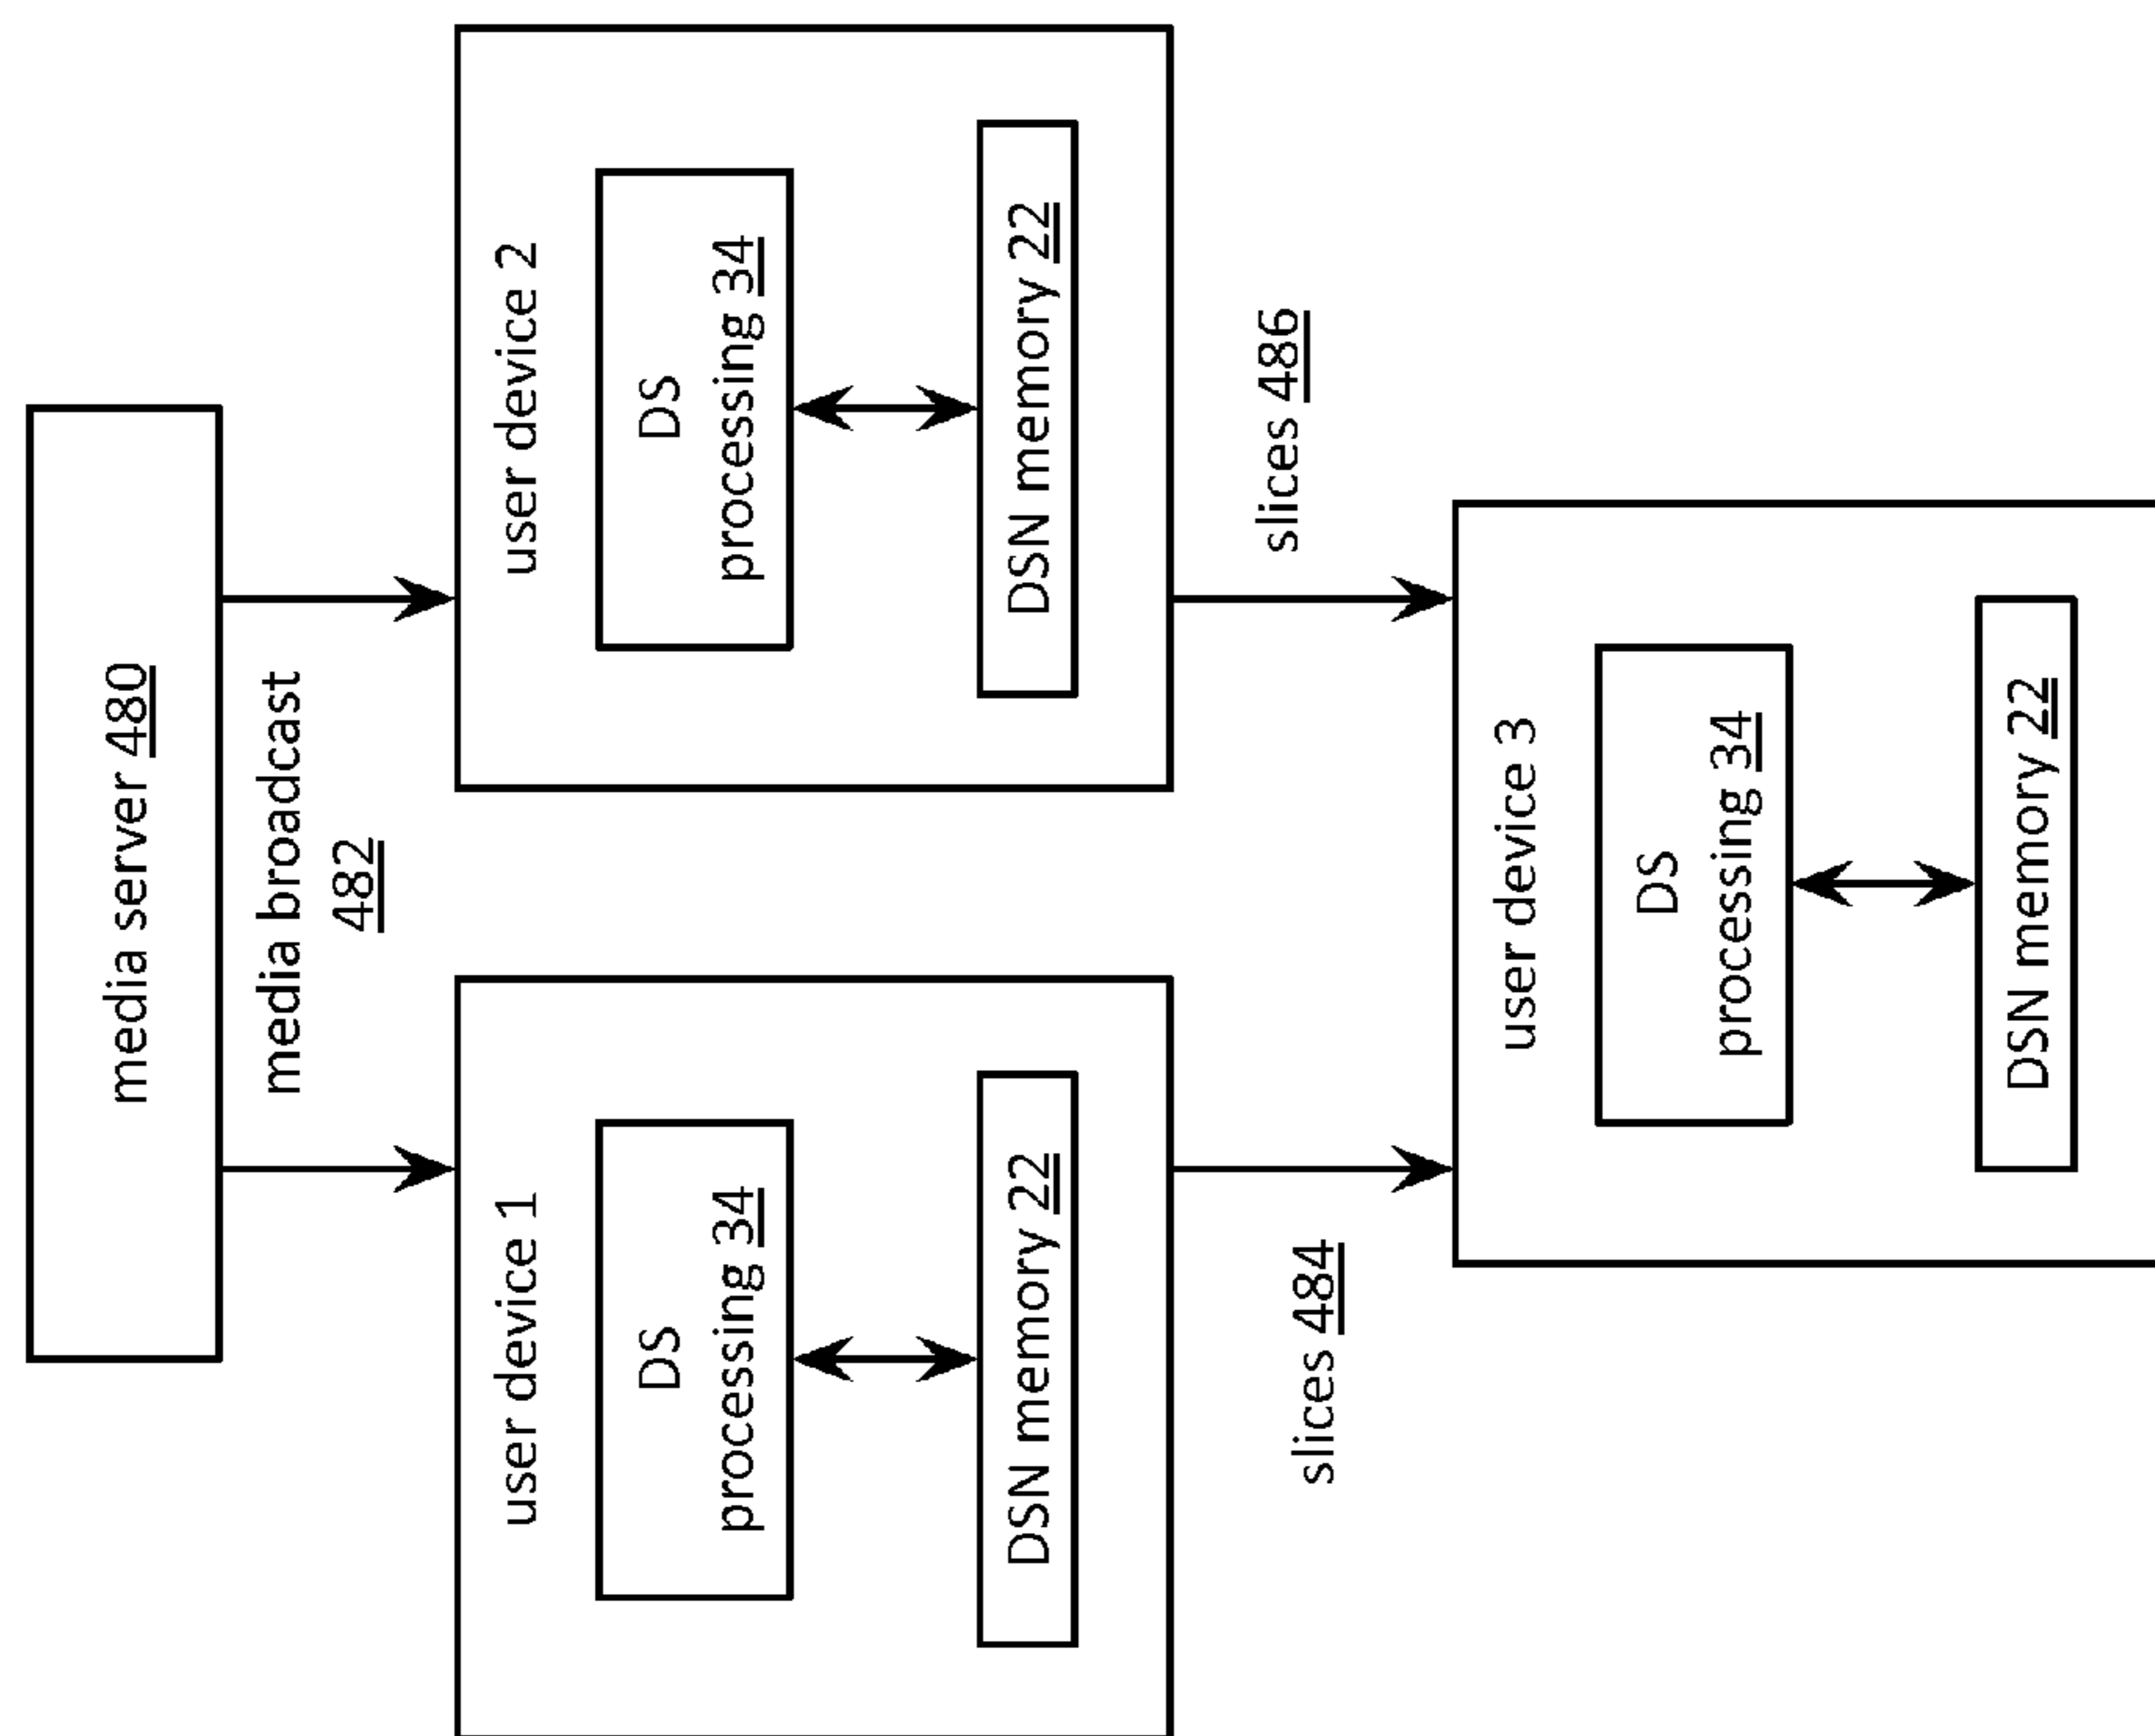 media server 480
media broadcast
482
user device 1
DS
processing 34
DSN memory 22
user device 2
DS
processing 34
DSN memory 22
slices 484
slices 486
user device 3
DS
processing 34
DSN memory 22